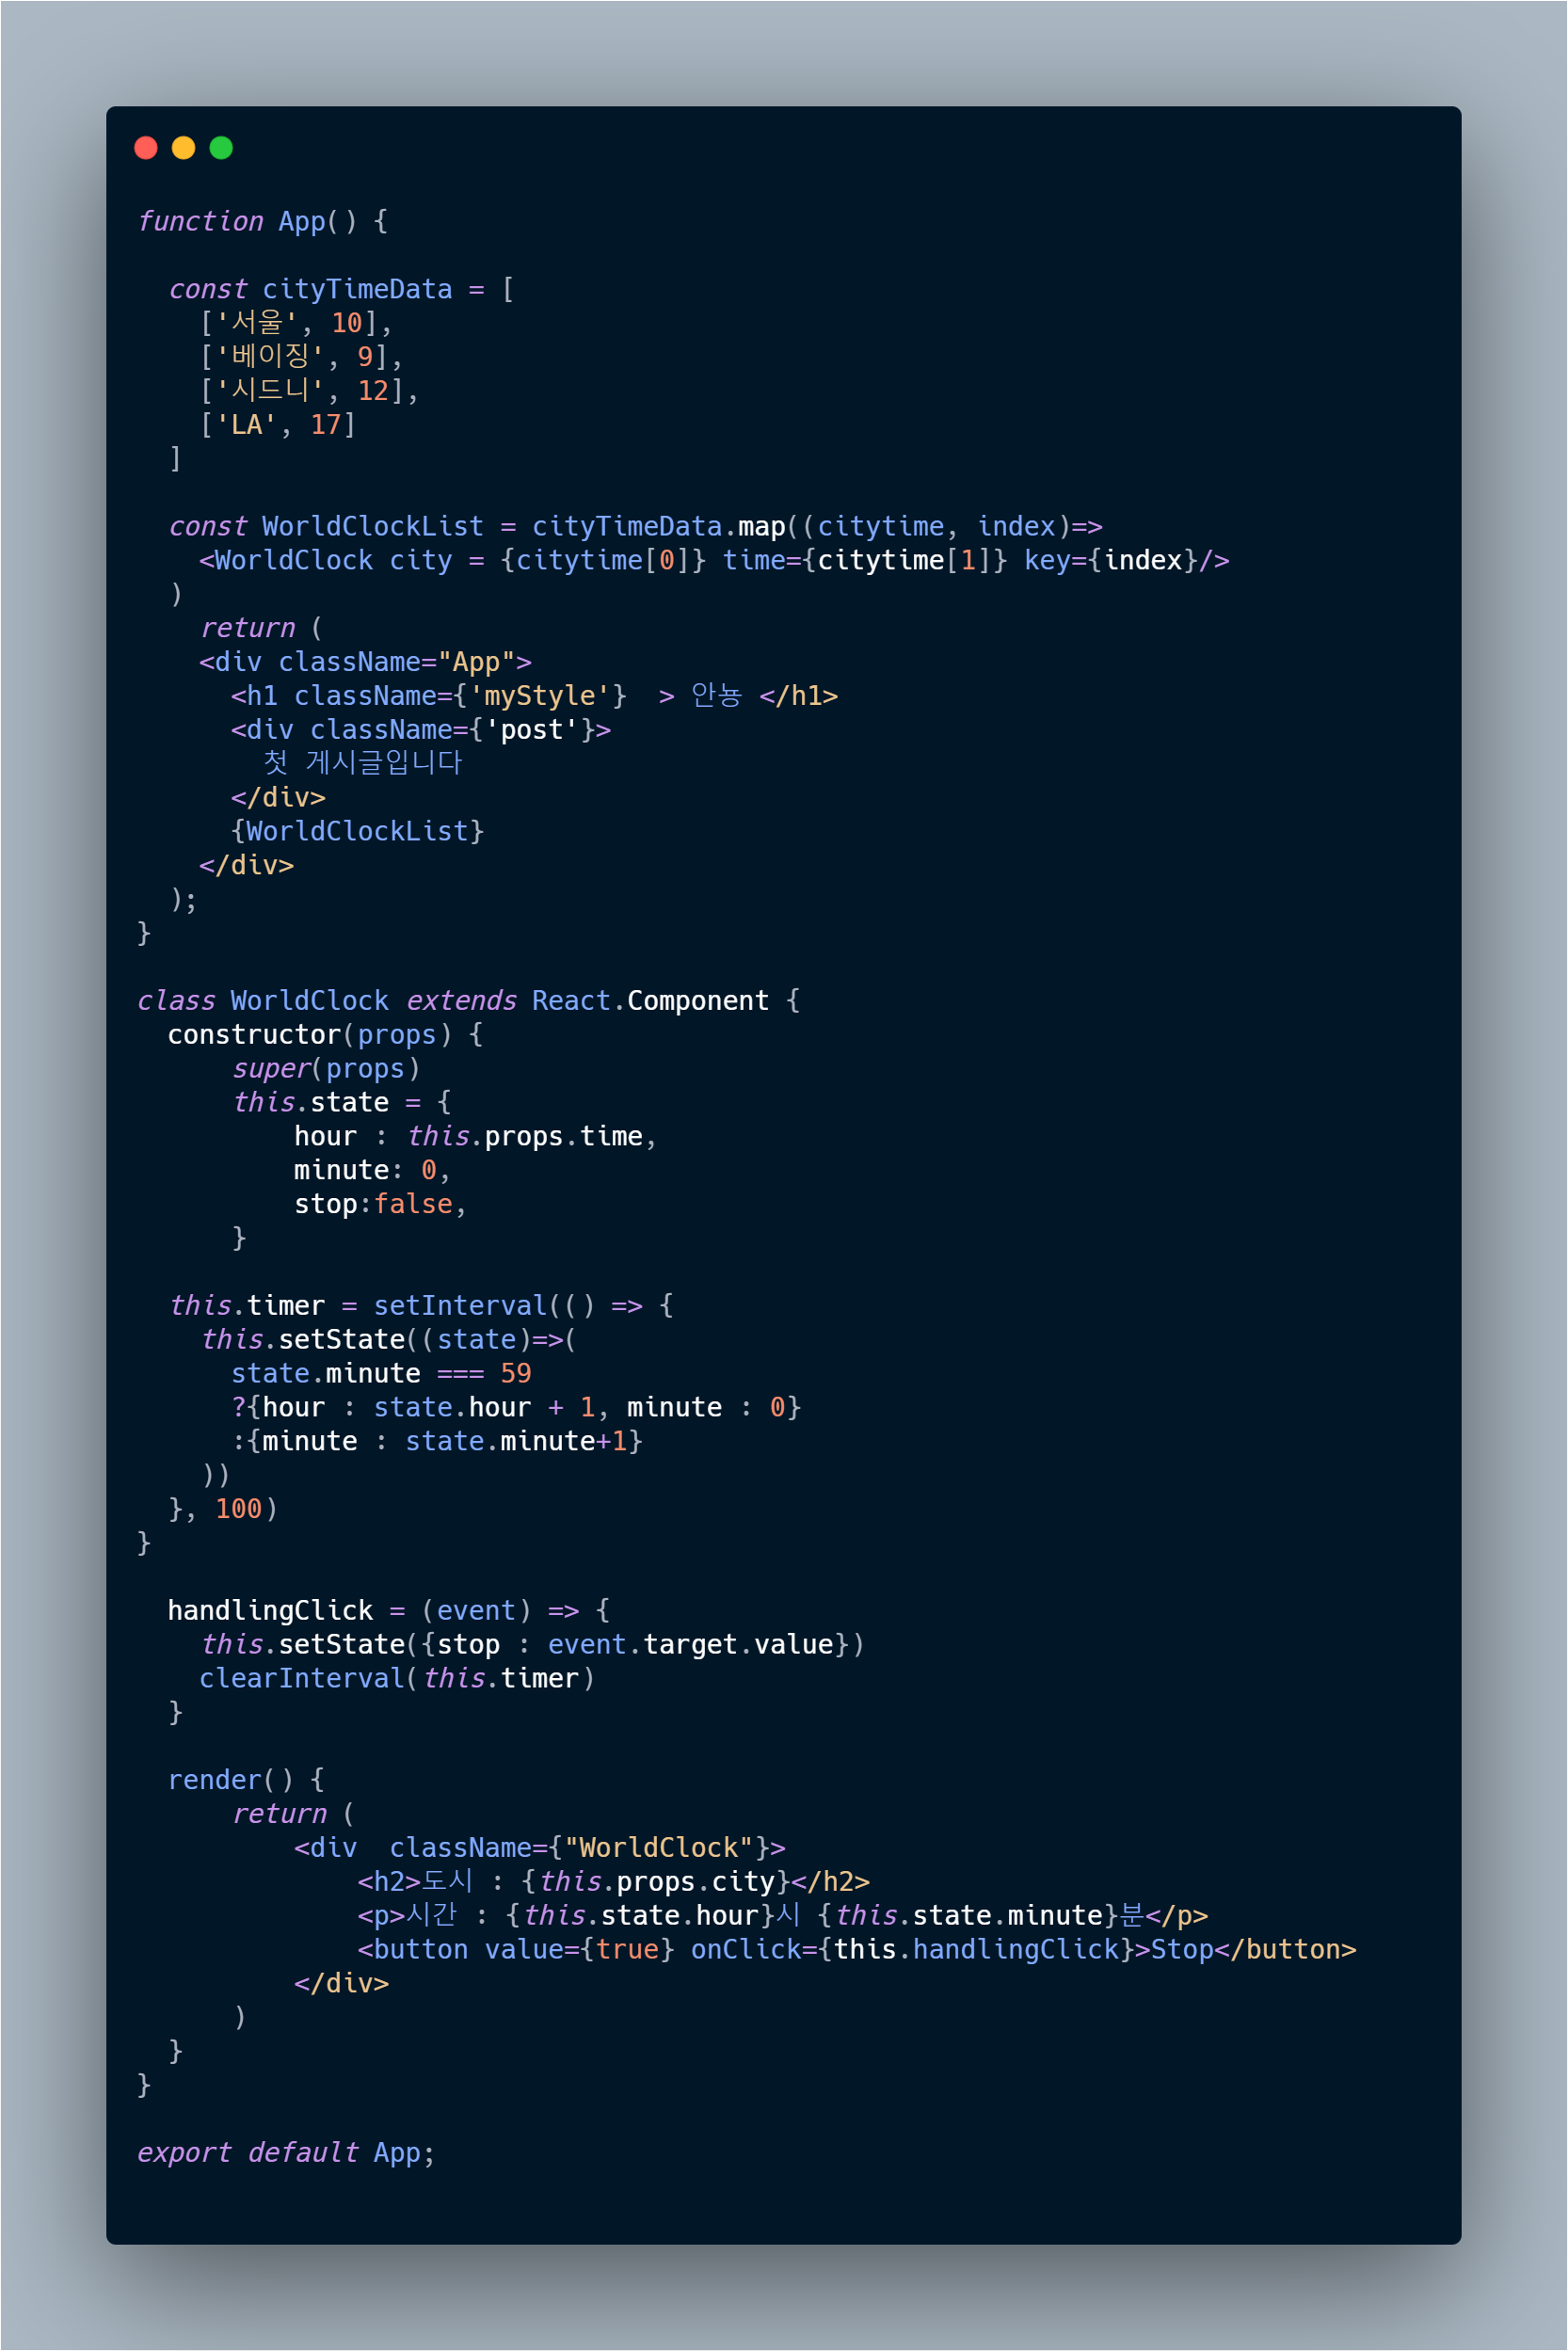 function App() {

  const cityTimeData = [
    ['서울', 10],
    ['베이징', 9],
    ['시드니', 12],
    ['LA', 17]
  ]

  const WorldClockList = cityTimeData.map((citytime, index)=>
    <WorldClock city = {citytime[0]} time={citytime[1]} key={index}/>
  )
    return (
    <div className="App">
      <h1 className={'myStyle'}  > 안뇽 </h1>
      <div className={'post'}>
        첫 게시글입니다
      </div>
      {WorldClockList}
    </div>
  );
}

class WorldClock extends React.Component {
  constructor(props) {
      super(props)
      this.state = {
          hour : this.props.time,
          minute: 0,
          stop:false,
      }

  this.timer = setInterval(() => {
    this.setState((state)=>(
      state.minute === 59
      ?{hour : state.hour + 1, minute : 0}
      :{minute : state.minute+1}
    ))
  }, 100)
}

  handlingClick = (event) => {
    this.setState({stop : event.target.value})
    clearInterval(this.timer)
  }

  render() {
      return (
          <div  className={"WorldClock"}>
              <h2>도시 : {this.props.city}</h2>
              <p>시간 : {this.state.hour}시 {this.state.minute}분</p>
              <button value={true} onClick={this.handlingClick}>Stop</button>
          </div>
      )
  }
}

export default App;